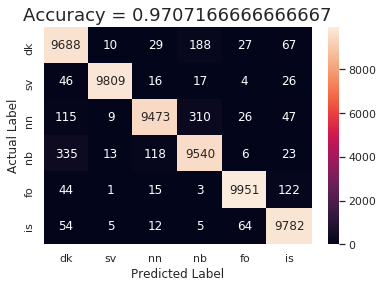 Accuracy = 0.9707166666666667
dk 9688 10 29 188 27 67
sv 46 9809 16 17 4 26
nn 115 9 9473 310 26 47
nb 335 13 118 9540 6 23
fo 44 1 15 3 9951 122
is 54 5 12 5 64 9782
dk sv nn nb fo is
Predicted Label
Actual Label
8000
6000
4000
2000
0